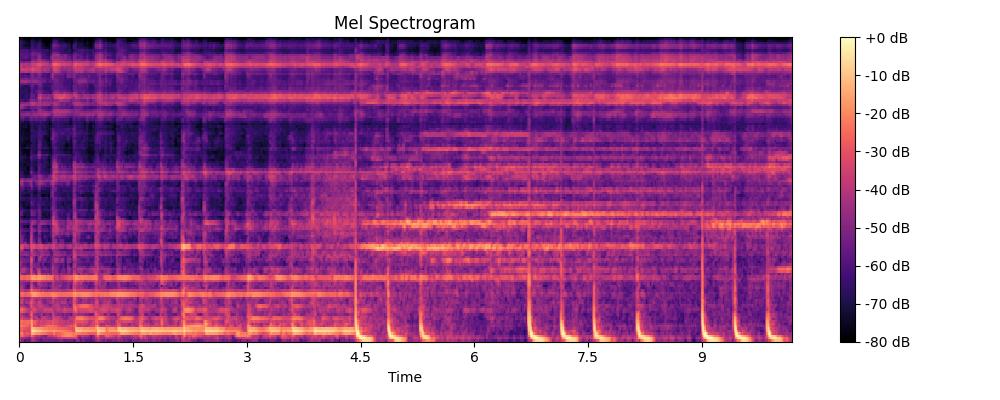 Mel Spectrogram
+0 dB
-10 dB
-20 dB
-30 dB
-40 dB
-50 dB
-60 dB
-70 dB
-80 dB
0 1.5 3 4.5 6 7.5 9
Time